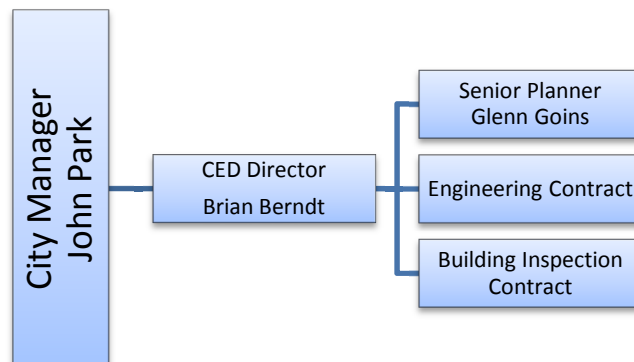 City Manager
John Park
CED Director
Brian Berndt
Senior Planner
Glenn Goins
Engineering Contract
Building Inspection
Contract